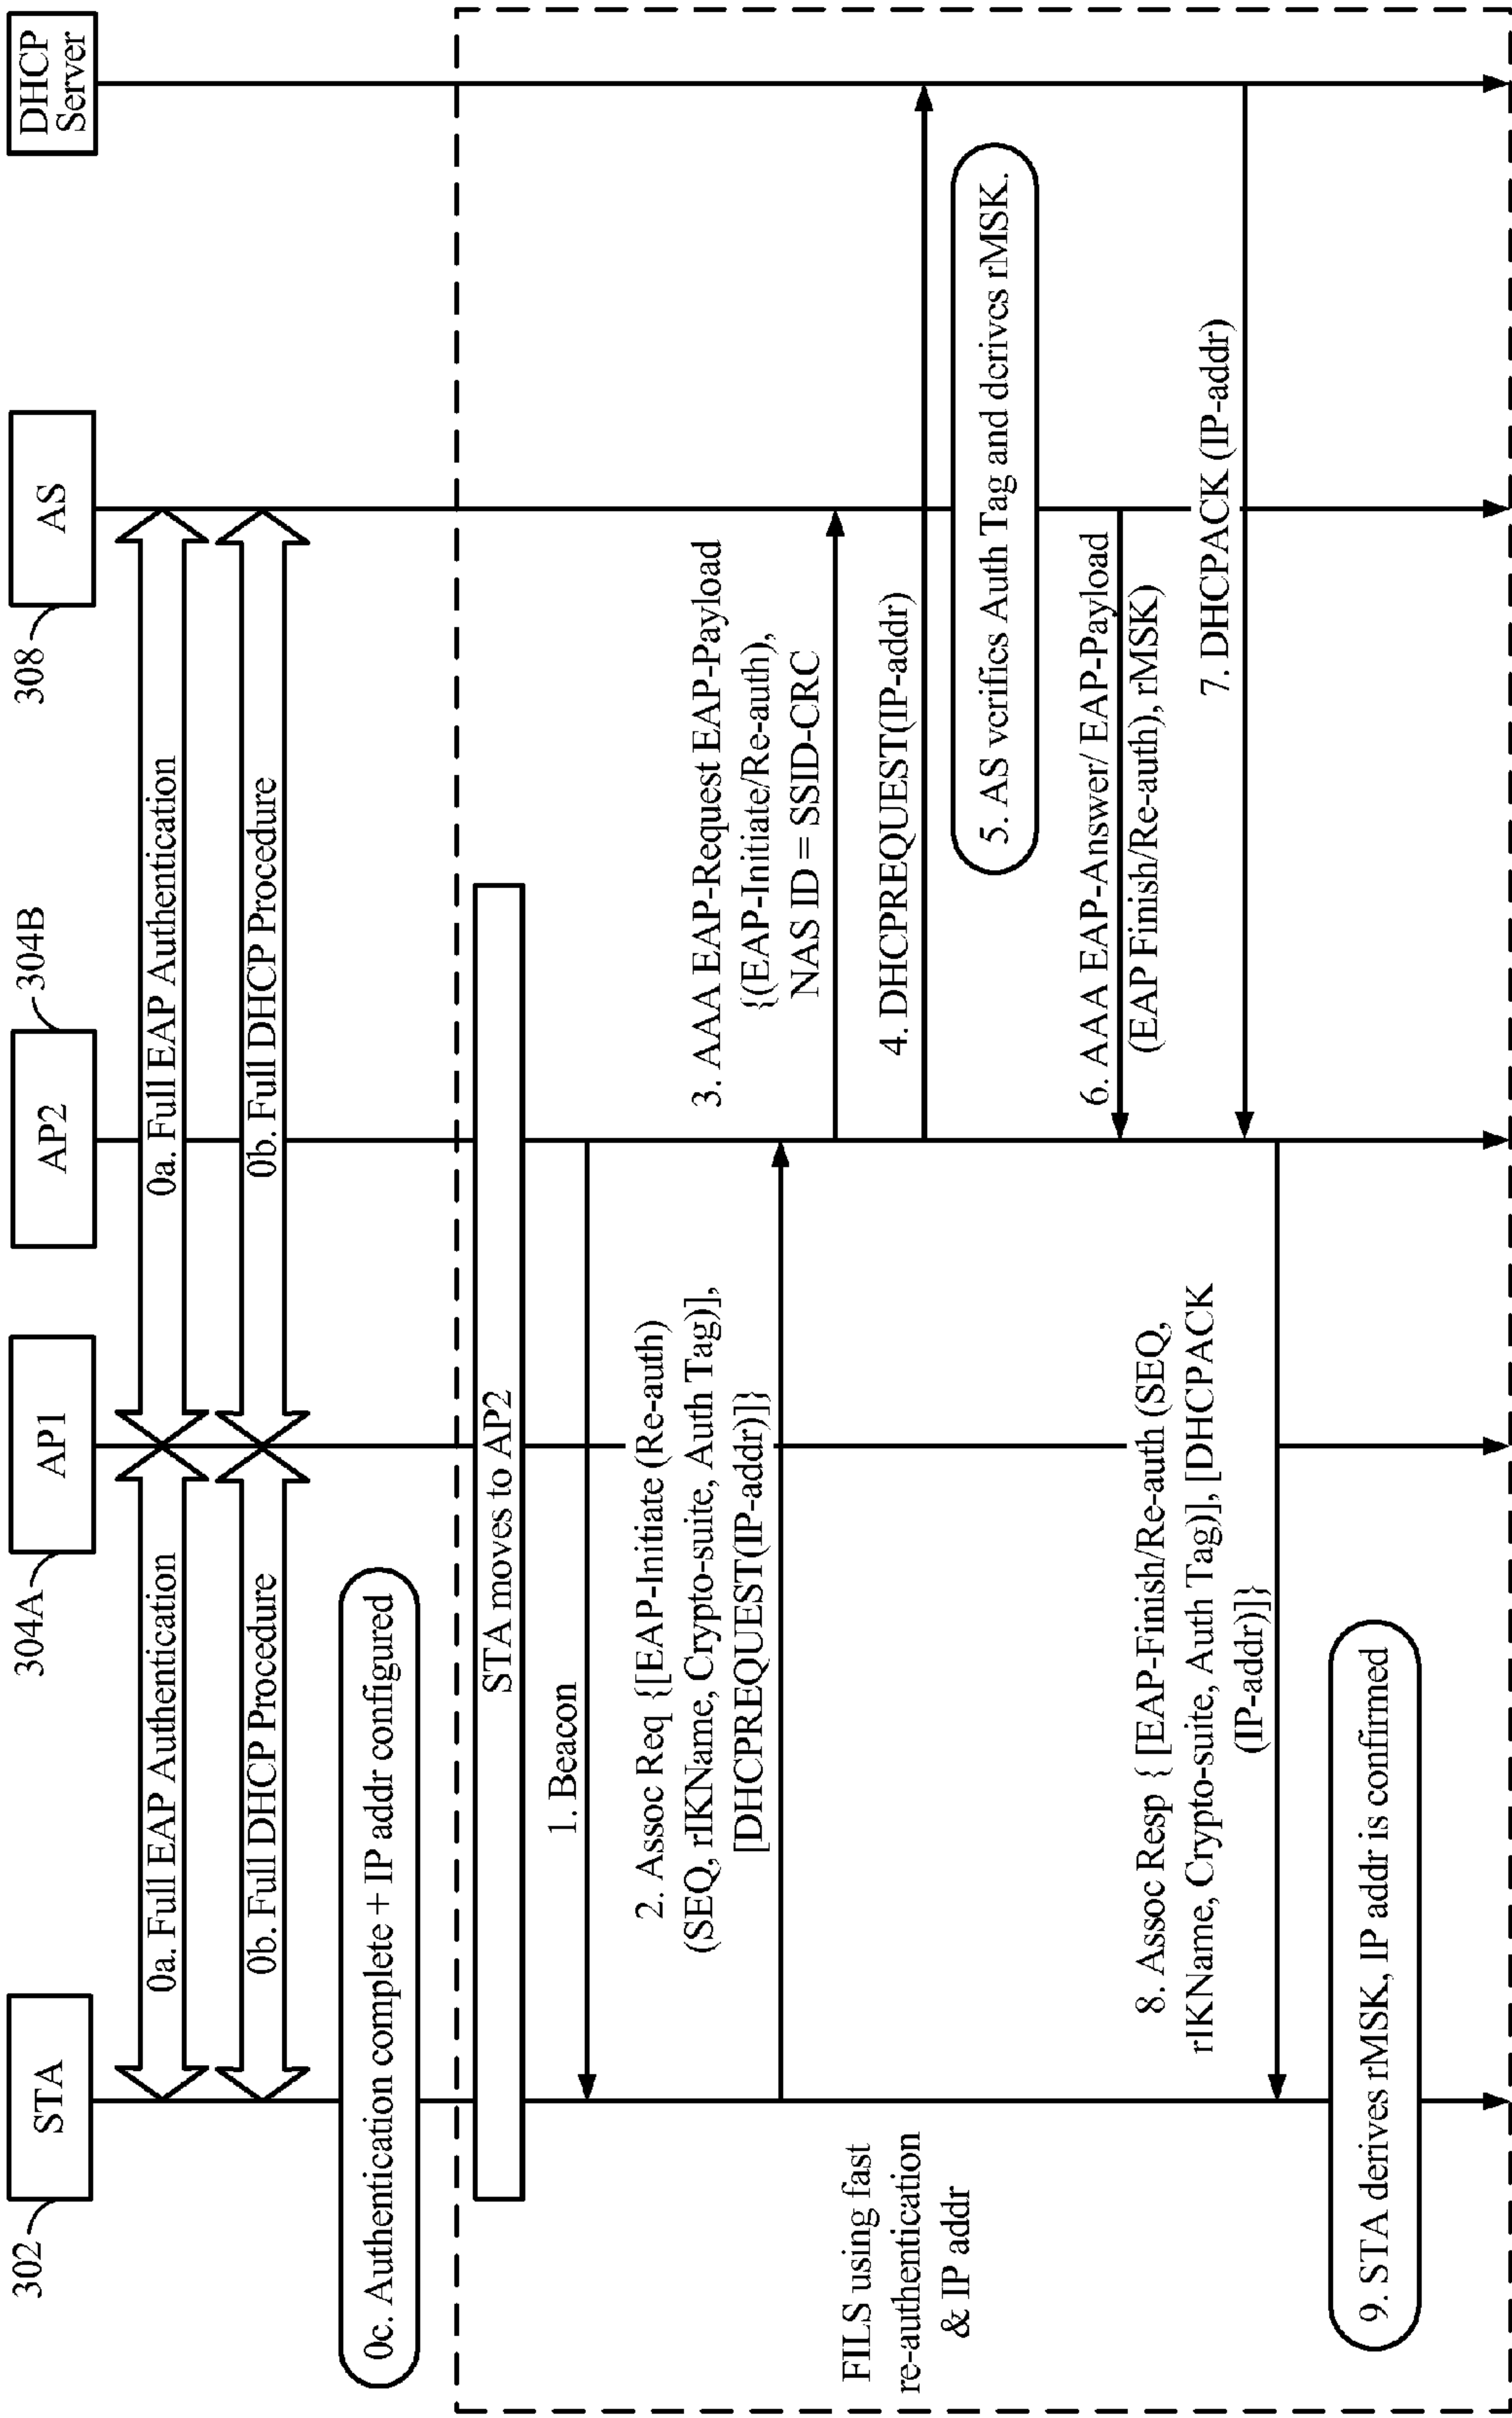 302
STA
304A
AP1
AP2
304B
308
AS
DHCP
Server
0a. Full EAP Authentication
0a. Full EAP Authentication
0b. Full DHCP Procedure
0b. Full DHCP Procedure
0c. Authentication complete + IP addr configured
STA moves to AP2
1. Beacon
2. Assoc Req {[EAP-Initiate (Re-auth)
(SEQ, rIKName, Crypto-suite, Auth Tag)],
[DHCPREQUEST(IP-addr)]}
3. AAA EAP-Request EAP-Payload
{(EAP-Initiate/Re-auth),
NAS ID = SSID-CRC
FILS using fast
re-authentication
& IP addr
4. DHCPREQUEST(IP-addr)
5. AS verifies Auth Tag and derives rMSK.
6. AAA EAP-Answer/ EAP-Payload
(EAP Finish/Re-auth), rMSK)
7. DHCPACK (IP-addr)
8. Assoc Resp { [EAP-Finish/Re-auth (SEQ,
rIKName, Crypto-suite, Auth Tag)], [DHCPACK
(IP-addr)]}
9. STA derives rMSK, IP addr is confirmed